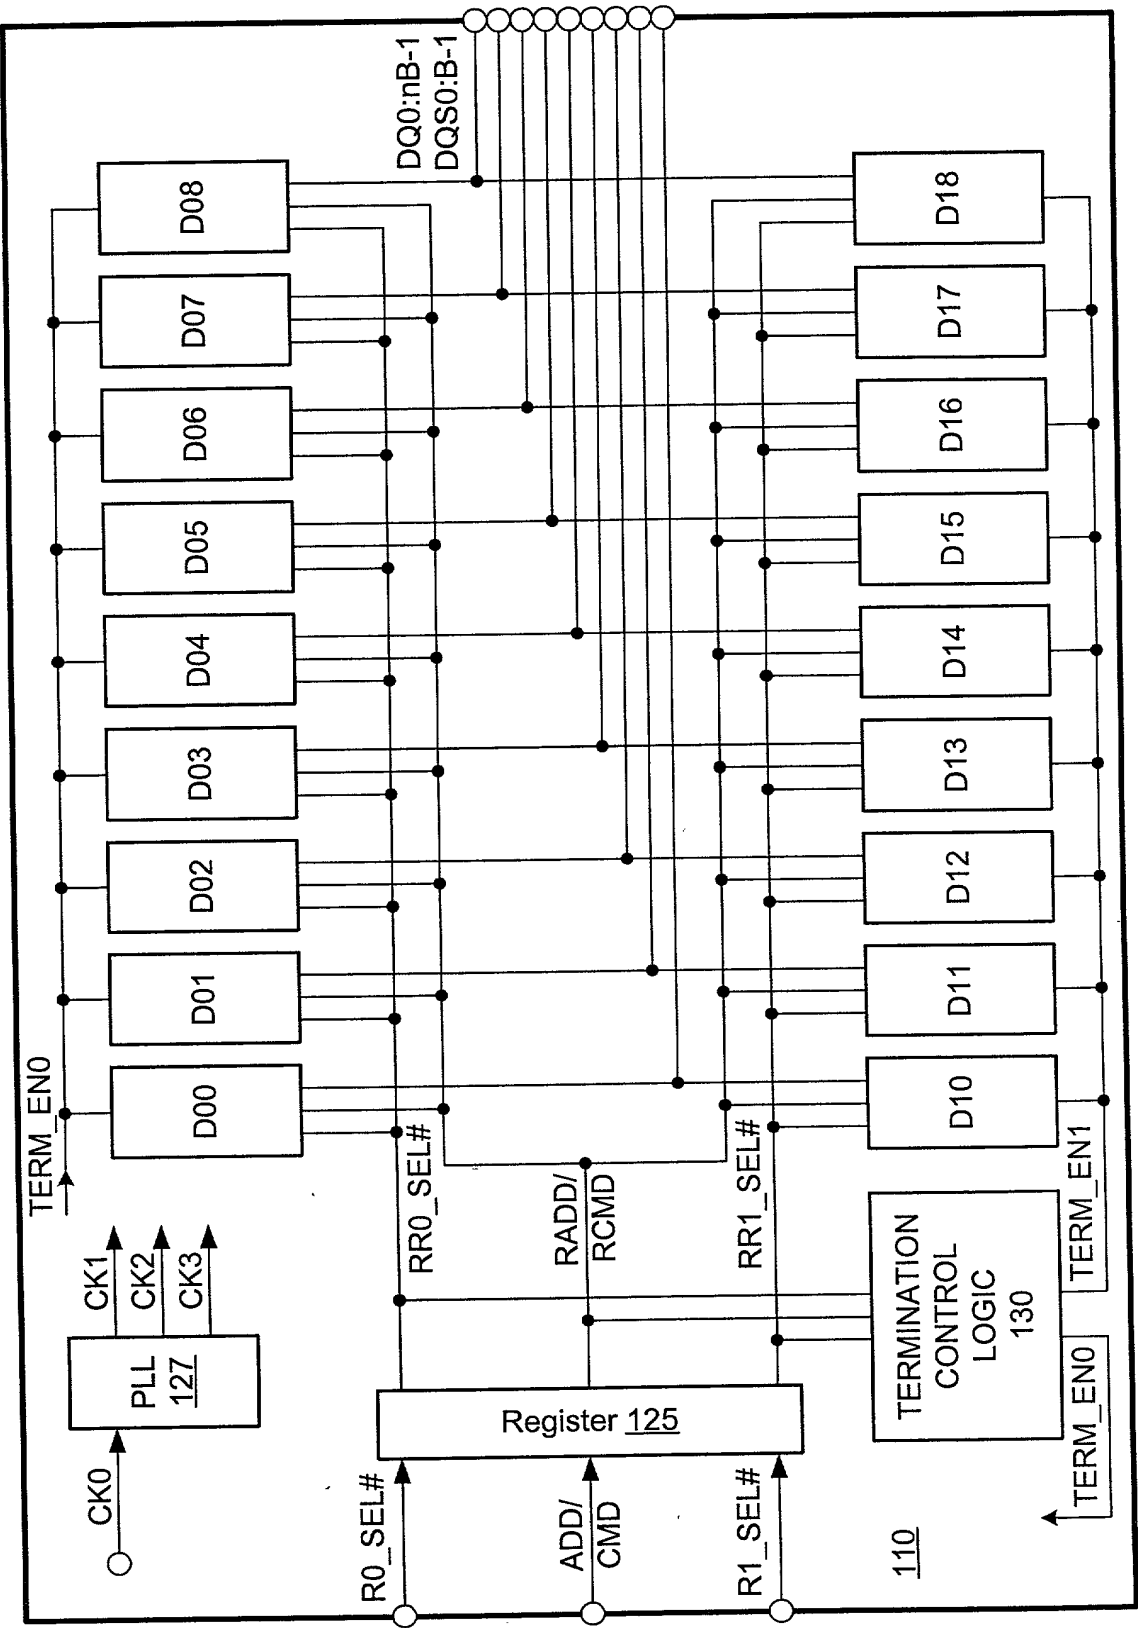 DQ0:nB-1
DQS0:B-1
D08
D07
D06
D05
D04
D03
D02
D01
D00
D18
D17
D16
D15
D14
D13
D12
D11
D10
TERM_EN0
CK1
CK2
CK3
PLL
127
CK0
RR0_SEL#
RADD/
RCMD
RR1_SEL#
Register 125
R0_SEL#
ADD/
CMD
R1_SEL#
TERMINATION
CONTROL
LOGIC
130
TERM_EN1
TERM_EN0
110